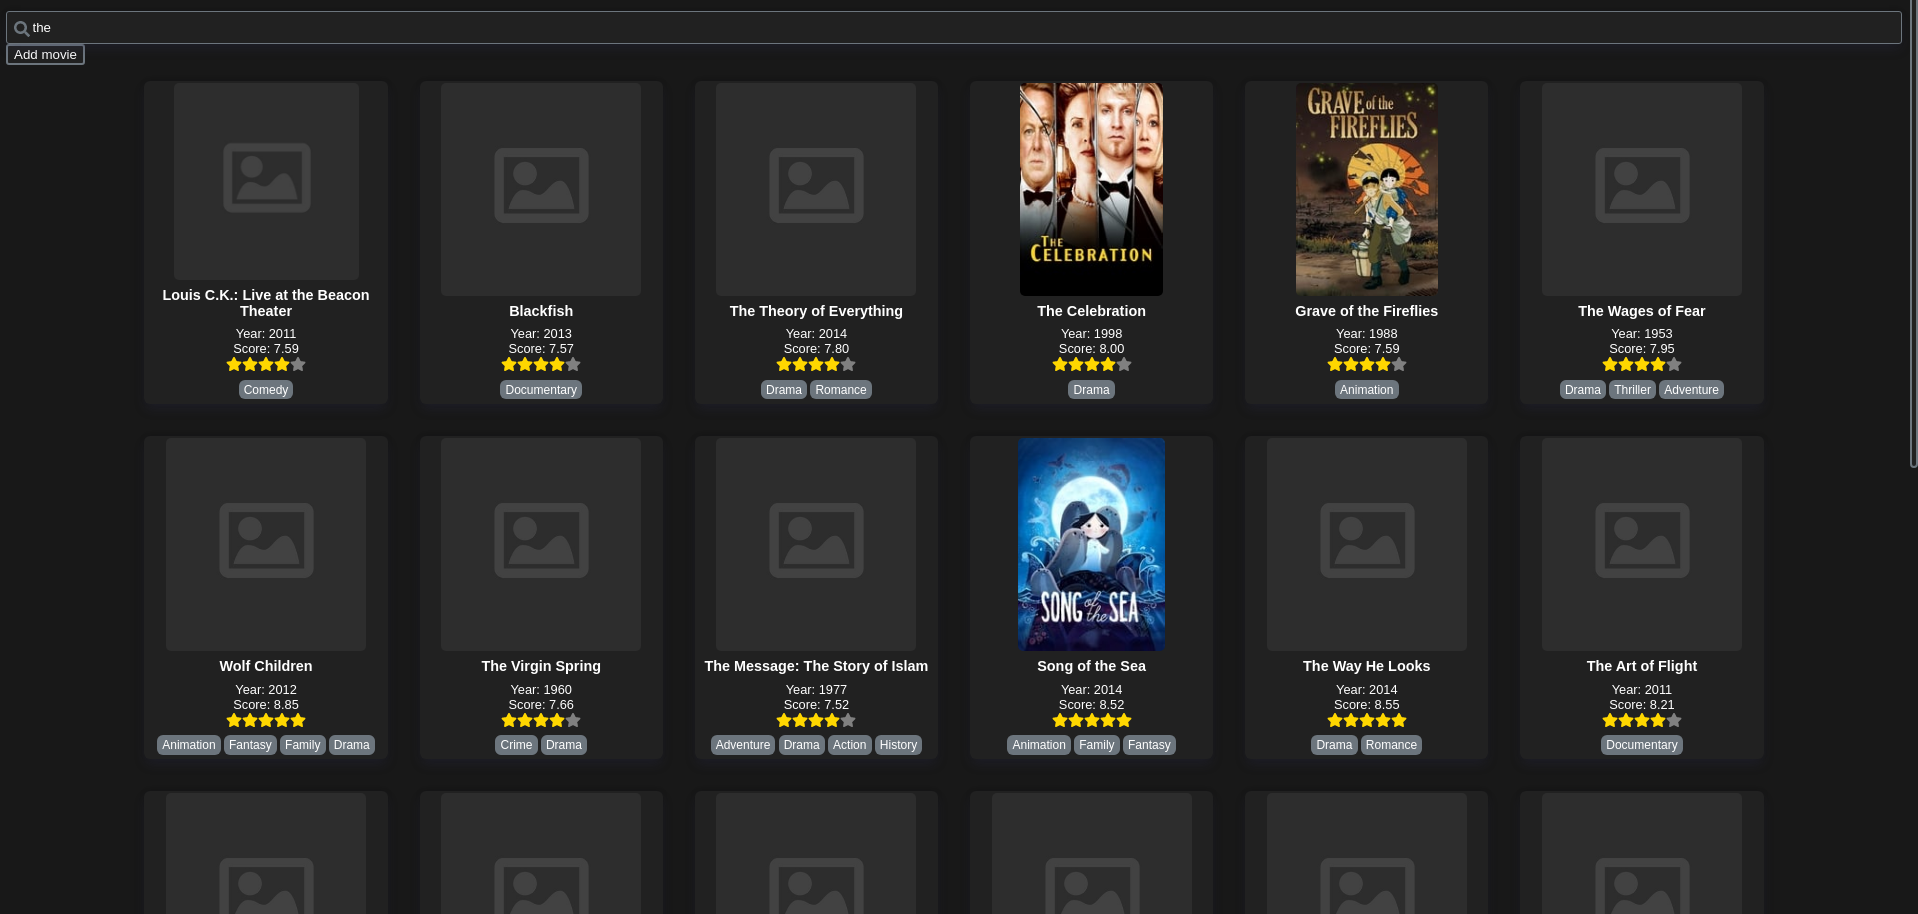 the
Add movie
THE
CELEBRATION
GRAVE of the
FIREFLIES
Louis C.K.: Live at the Beacon
Theater
Year: 2011
Score: 7.59
Comedy
Blackfish
Year: 2013
Score: 7.57
Documentary
The Theory of Everything
Year: 2014
Score: 7.80
Drama Romance
The Celebration
Year: 1998
Score: 8.00
Drama
Grave of the Fireflies
Year: 1988
Score: 7.59
Animation
The Wages of Fear
Year: 1953
Score: 7.95
Drama Thriller Adventure
SONG of the SEA
Wolf Children
Year: 2012
Score: 8.85
Animation Fantasy Family Drama
The Virgin Spring
Year: 1960
Score: 7.66
Crime Drama
The Message: The Story of Islam
Year: 1977
Score: 7.52
Adventure Drama Action History
Song of the Sea
Year: 2014
Score: 8.52
Animation Family Fantasy
The Way He Looks
Year: 2014
Score: 8.55
Drama Romance
The Art of Flight
Year: 2011
Score: 8.21
Documentary